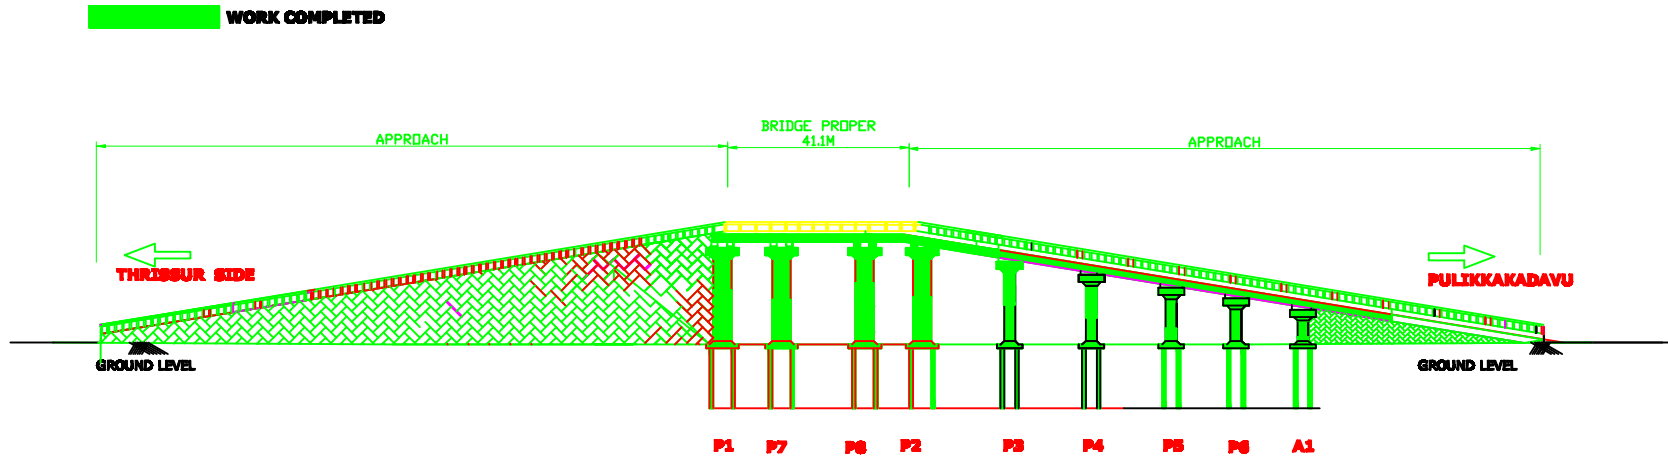 WORK COMPLETED
BRIDGE PROPER
41.1M
APPROACH
APPROACH
THRISSUR SIDE
PULIKKAKADAVU
GROUND LEVEL
GROUND LEVEL
P1 P7 P8 P2 P3 P4 P5 P6 A1